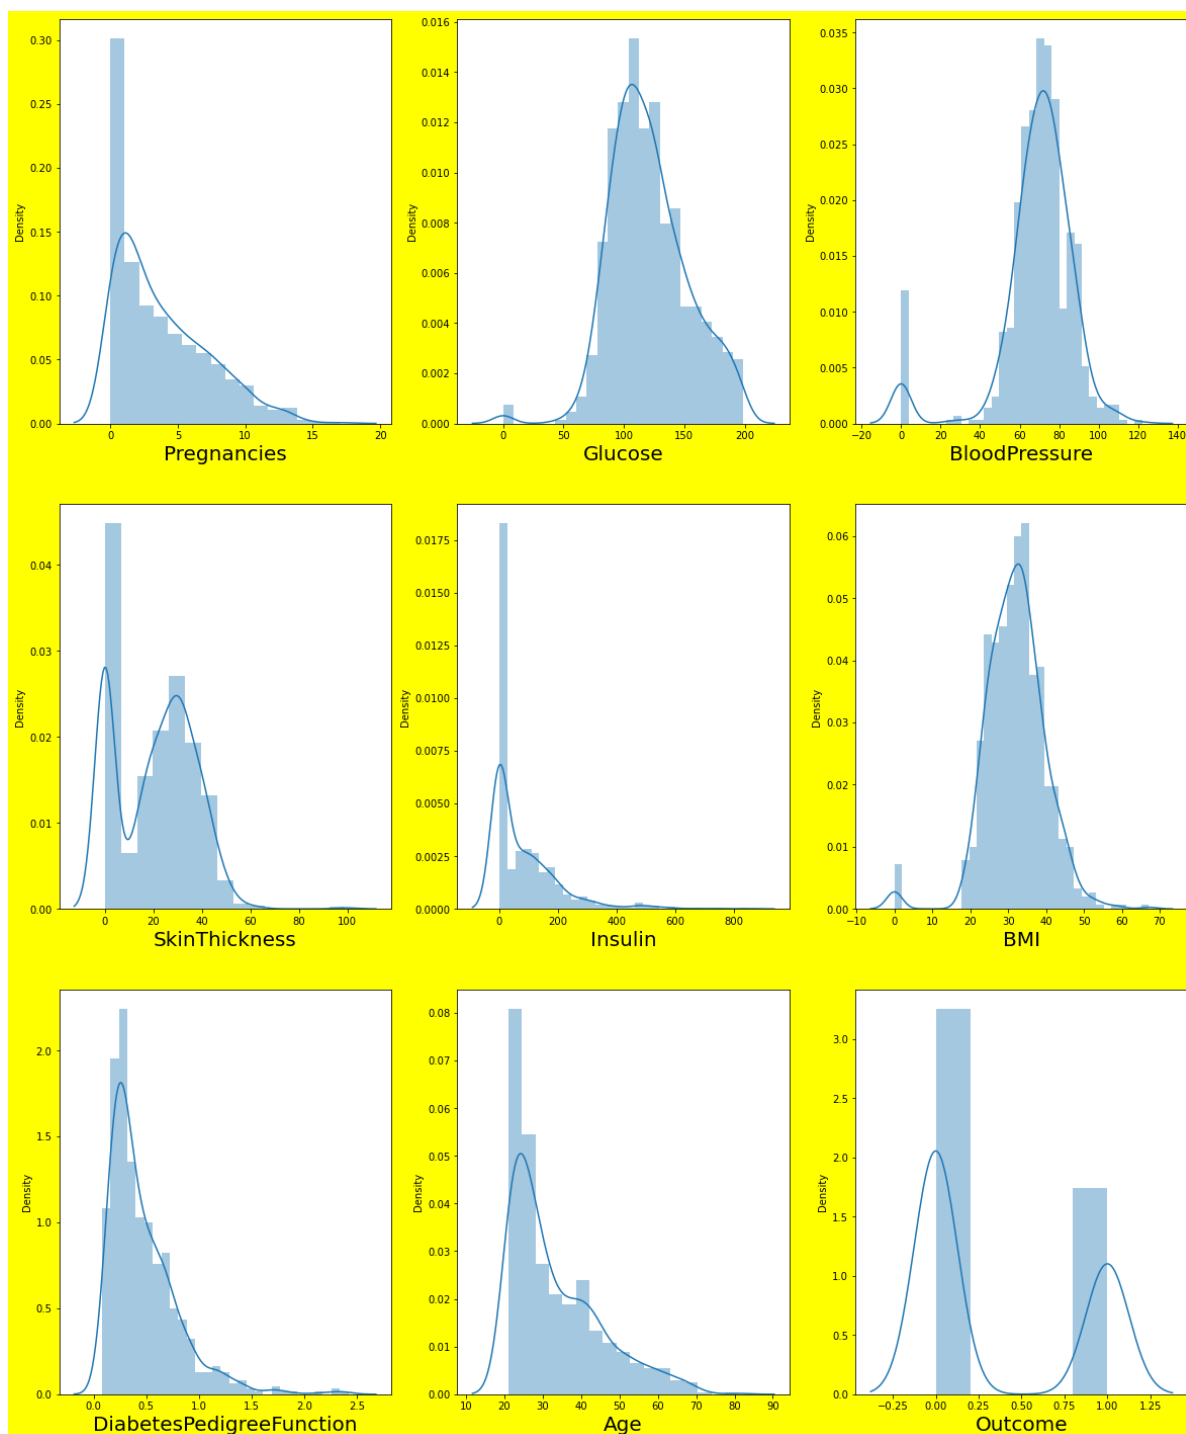 0.30
0.25
0.20
0.15
0.10
0.05
0.00
Density
0 5 10 15 20
Pregnancies
0.016
0.014
0.012
0.010
0.008
0.006
0.004
0.002
0.000
Density
0 50 100 150 200
Glucose
0.035
0.030
0.025
0.020
0.015
0.010
0.005
0.000
Density
−20 0 20 40 60 80 100 120 140
BloodPressure
0.04
0.03
0.02
0.01
0.00
Density
0 20 40 60 80 100
SkinThickness
0.0175
0.0150
0.0125
0.0100
0.0075
0.0050
0.0025
0.0000
Density
0 200 400 600 800
Insulin
0.06
0.05
0.04
0.03
0.02
0.01
0.00
Density
−10 0 10 20 30 40 50 60 70
BMI
2.0
1.5
1.0
0.5
0.0
Density
0.0 0.5 1.0 1.5 2.0 2.5
DiabetesPedigreeFunction
0.08
0.07
0.06
0.05
0.04
0.03
0.02
0.01
0.00
Density
10 20 30 40 50 60 70 80 90
Age
3.0
2.5
2.0
1.5
1.0
0.5
0.0
Density
−0.25 0.00 0.25 0.50 0.75 1.00 1.25
Outcome